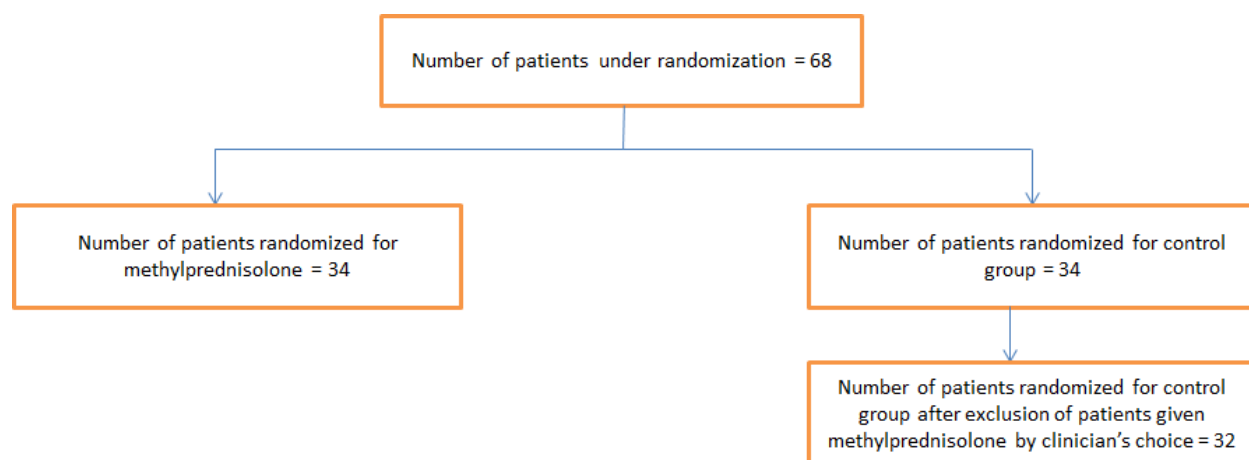 Number of patients under randomization = 68
Number of patients randomized for
methylprednisolone = 34
Number of patients randomized for control
group = 34
Number of patients randomized for control
group after exclusion of patients given
methylprednisolone by clinician’s choice = 32